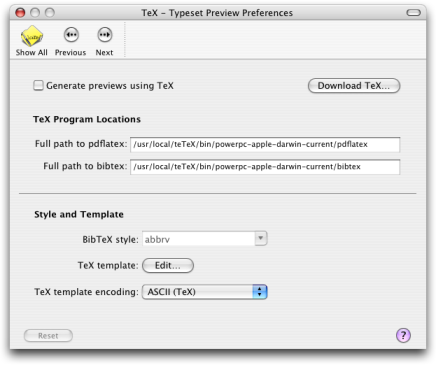 TeX – Typeset Preview Preferences
Show All Previous Next
Generate previews using TeX Download TeX...
TeX Program Locations
Full path to pdflatex: /usr/local/teTeX/bin/powerpc-apple-darwin-current/pdflatex
Full path to bibtex: /usr/local/teTeX/bin/powerpc-apple-darwin-current/bibtex
Style and Template
BibTeX style: abbrv
TeX template: Edit...
TeX template encoding: ASCII (TeX)
Reset ?